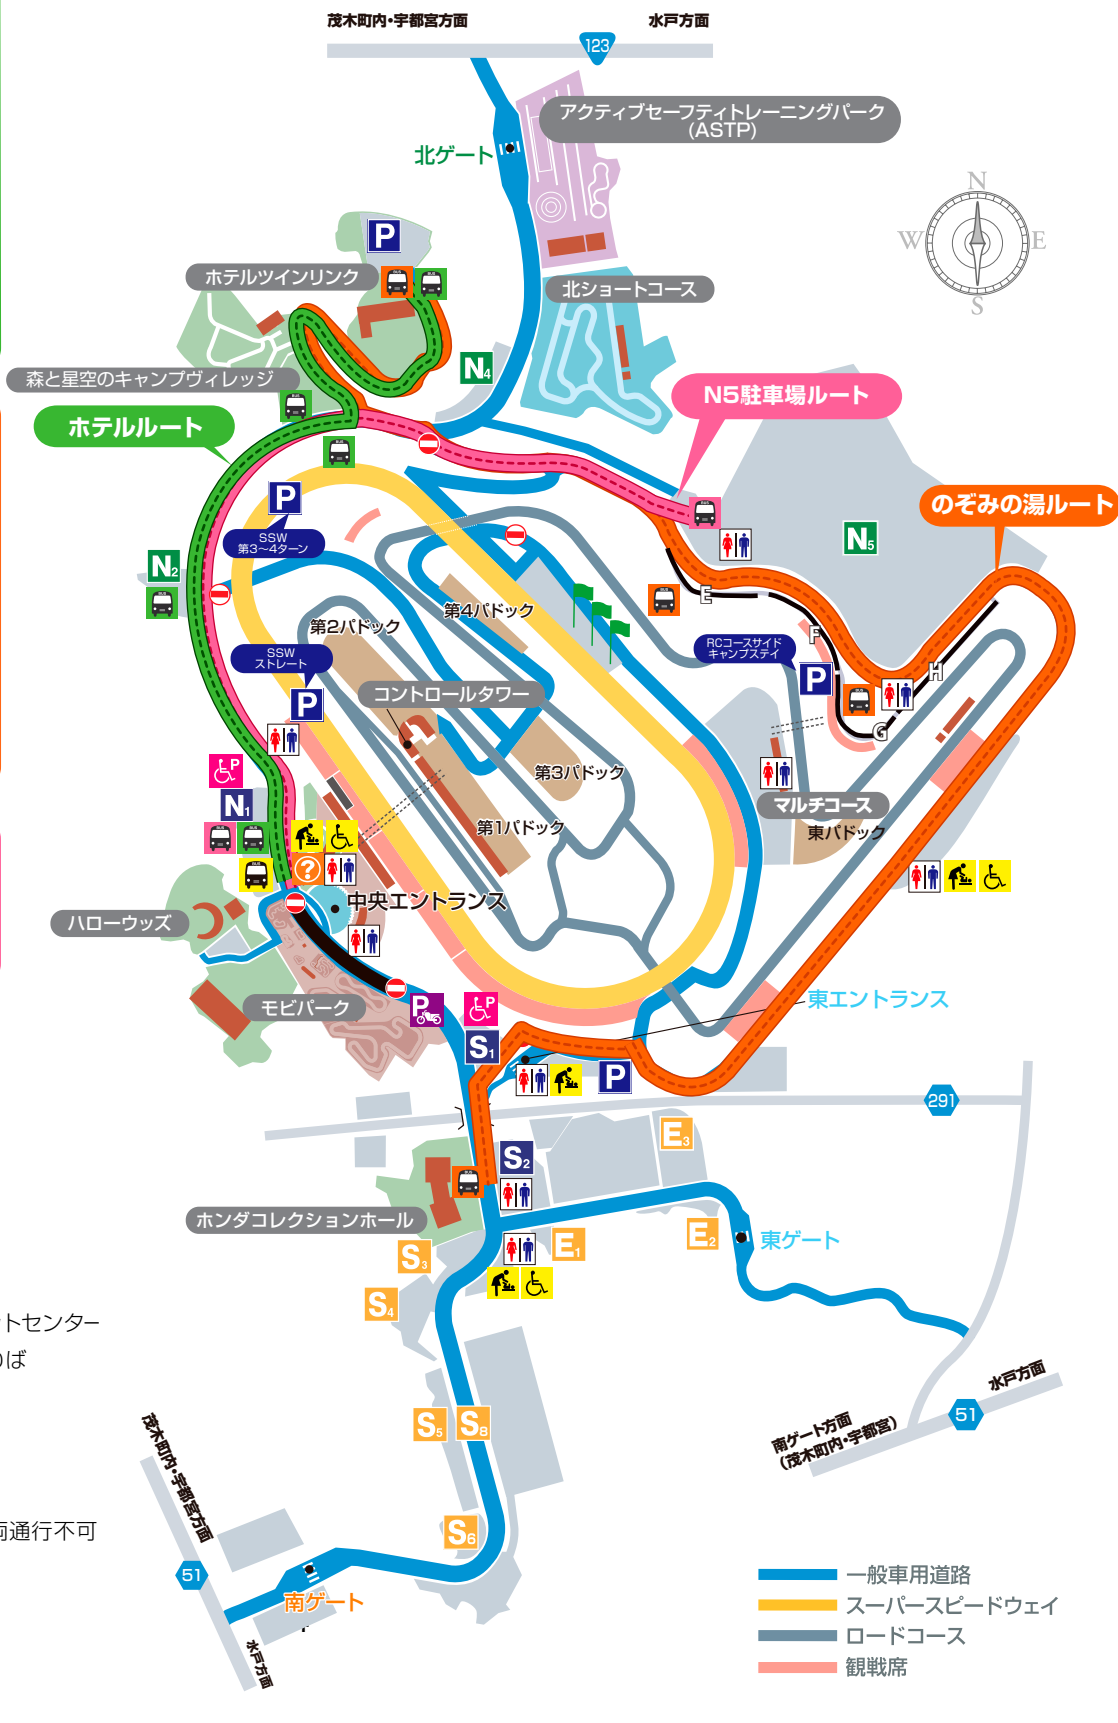 茂木町内・宇都宮方面
水戸方面
123
アクティブセーフティトレーニングパーク
(ASTP)
北ゲート
N
W
E
S
P
ホテルツインリンク
BUS
BUS
北ショートコース
N4
森と星空のキャンプヴィレッジ
N5駐車場ルート
ホテルルート
P
のぞみの湯ルート
SSW
第3〜4ターン
N5
N2
第4パドック
E
第2パドック
F
RCコースサイド
キャンプステイ
SSW
ストレート
P
H
コントロールタワー
P
G
P
第3パドック
N1
マルチコース
第1パドック
東パドック
BUS
?
中央エントランス
ハローウッズ
モビパーク
P
P
東エントランス
S1
P
291
E3
S2
ホンダコレクションホール
E1
E2
東ゲート
S3
S4
ントセンター
りば
水戸方面
51
南ゲート方面
(茂木町内・宇都宮)
S5
S8
茂木町内・宇都宮方面
両通行不可
S6
51
南ゲート
水戸方面
一般車用道路
スーパースピードウェイ
ロードコース
観戦席